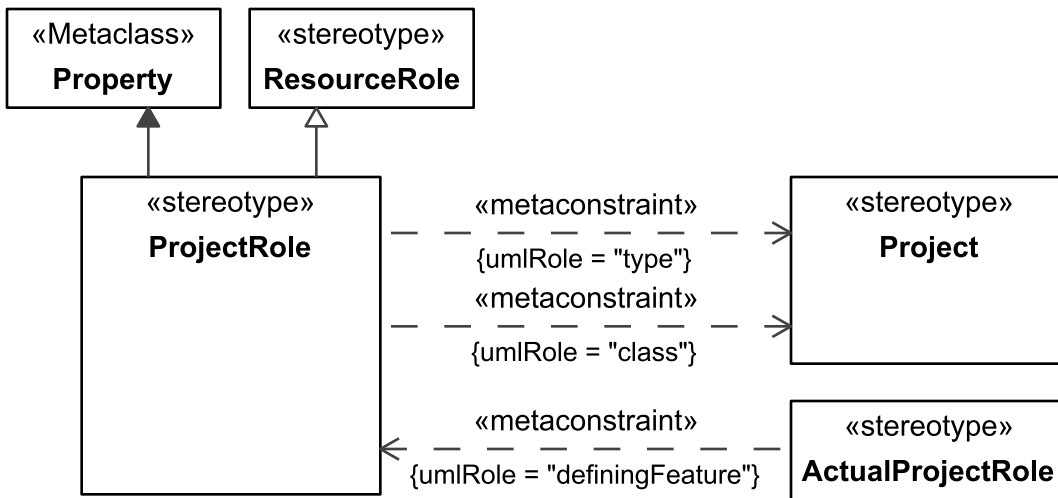 «Metaclass»
Property
«stereotype»
ResourceRole
«stereotype»
ProjectRole
«metaconstraint»
{umlRole = "type"}
«metaconstraint»
{umlRole = "class"}
«stereotype»
Project
«metaconstraint»
{umlRole = "definingFeature"}
«stereotype»
ActualProjectRole